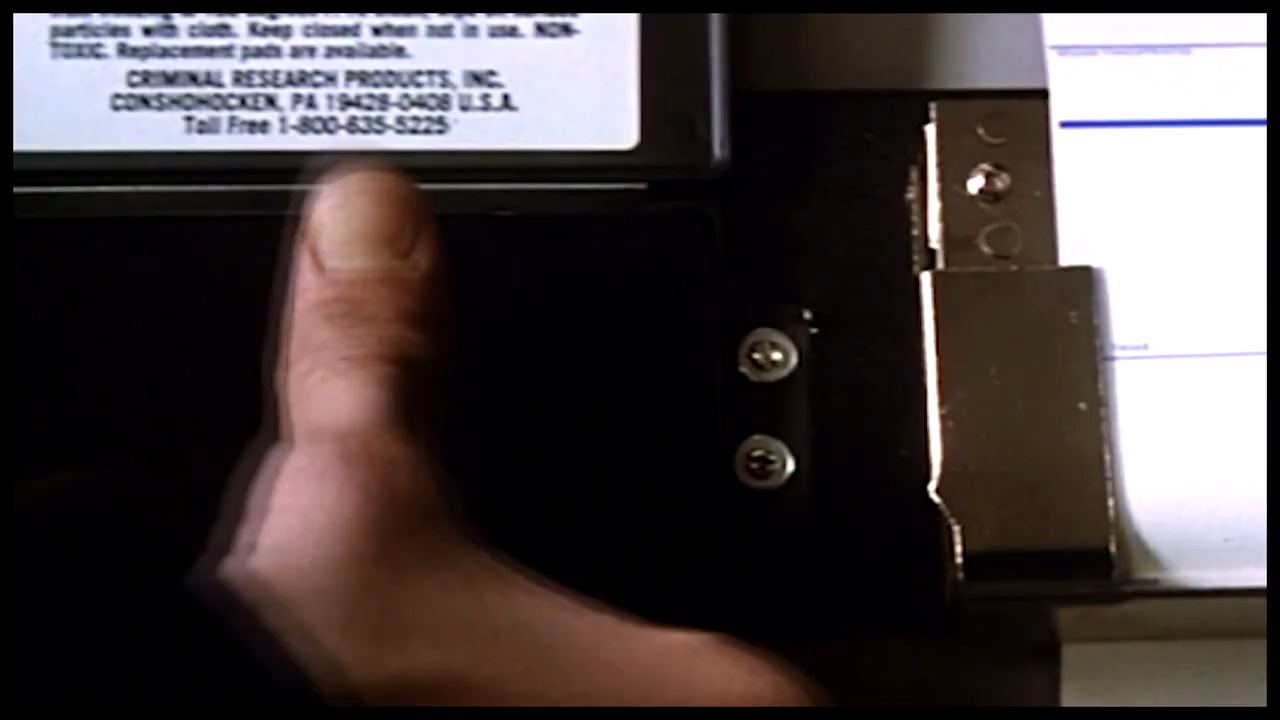 particles with cloth. Keep closed when not in use. NON-
TOXIC. Replacement pads are available.
CRIMINAL RESEARCH PRODUCTS, INC.
CONSHOHOCKEN, PA 19428-0408 U.S.A.
Toll Free 1-800-635-5225